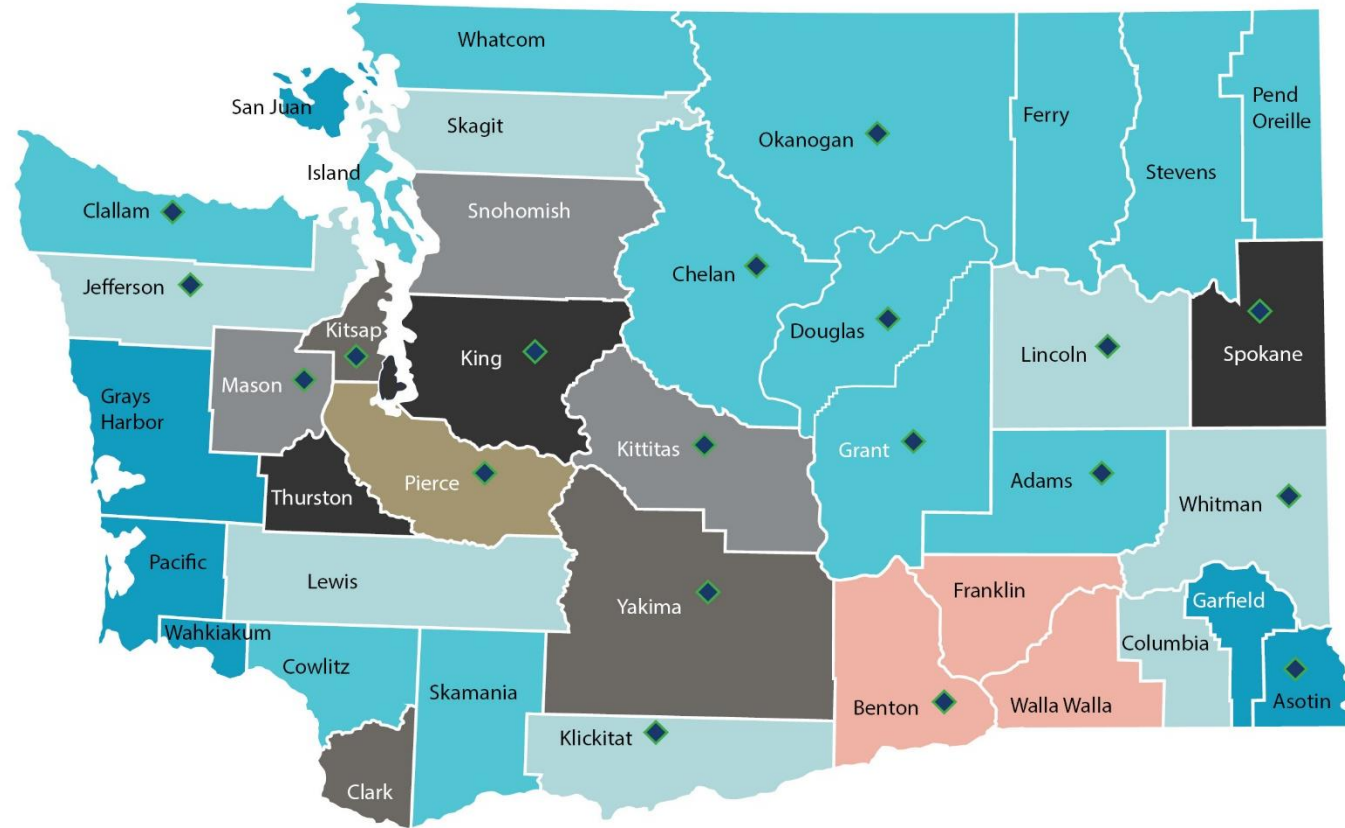 Whatcom
San Juan
Skagit
Island
Okanogan
Ferry
Pend
Oreille
Stevens
Clallam
Snohomish
Jefferson
Chelan
Kitsap
King
Douglas
Lincoln
Spokane
Mason
Grays
Harbor
Kittitas
Grant
Thurston
Pierce
Adams
Whitman
Pacific
Lewis
Yakima
Franklin
Garfield
Wahkiakum
Columbia
Cowlitz
Skamania
Benton
Walla Walla
Asotin
Klickitat
Clark